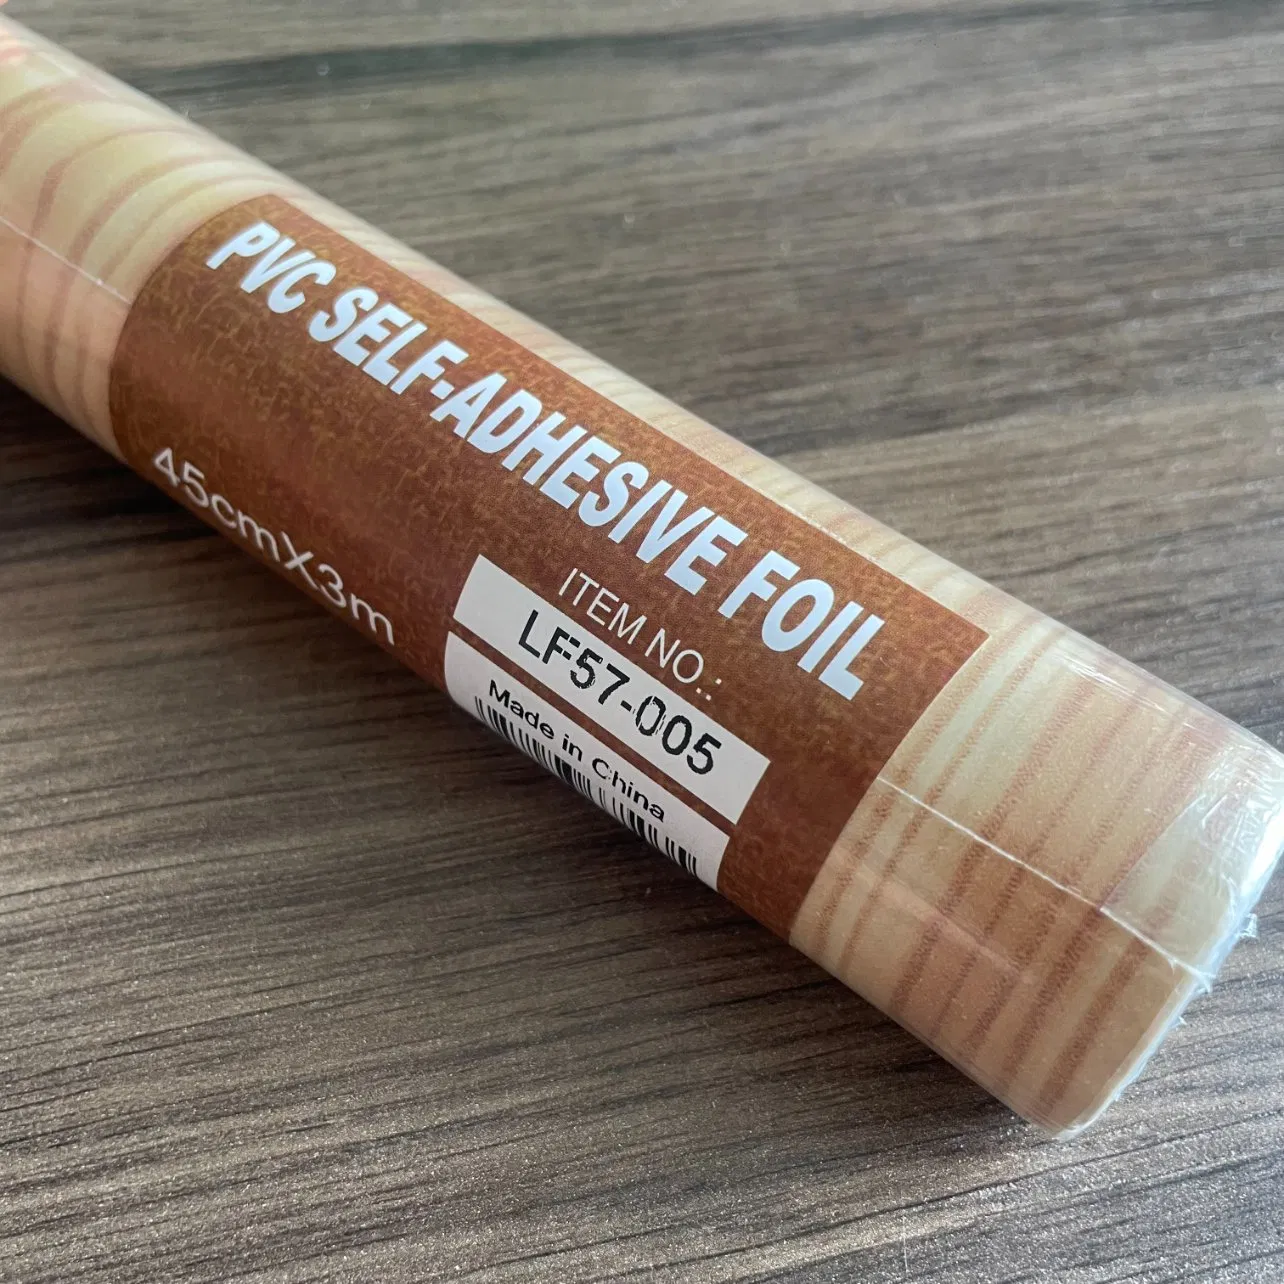 PVC SELF-ADHESIVE FOIL
45cmX3m
ITEM NO.:
LF57-005
Made in China